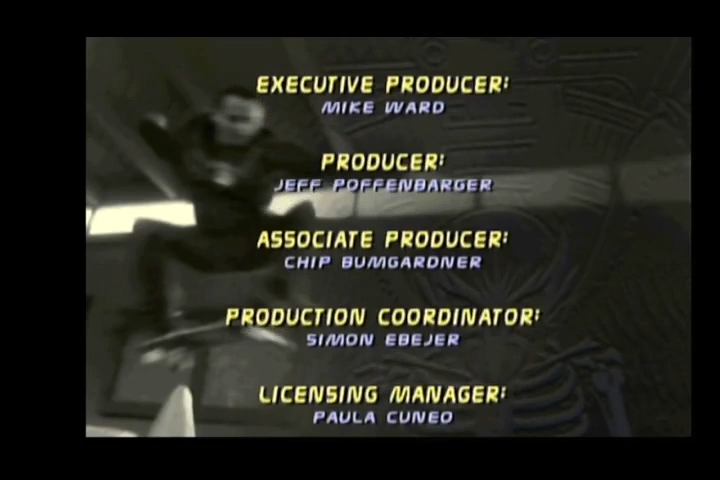 EXECUTIVE PRODUCER:
MIKE WARD
PRODUCER:
JEFF POFFENBARGER
ASSOCIATE PRODUCER:
CHIP BUMGARDNER
PRODUCTION COORDINATOR:
SIMON EBEJER
LICENSING MANAGER:
PAULA CUNEO